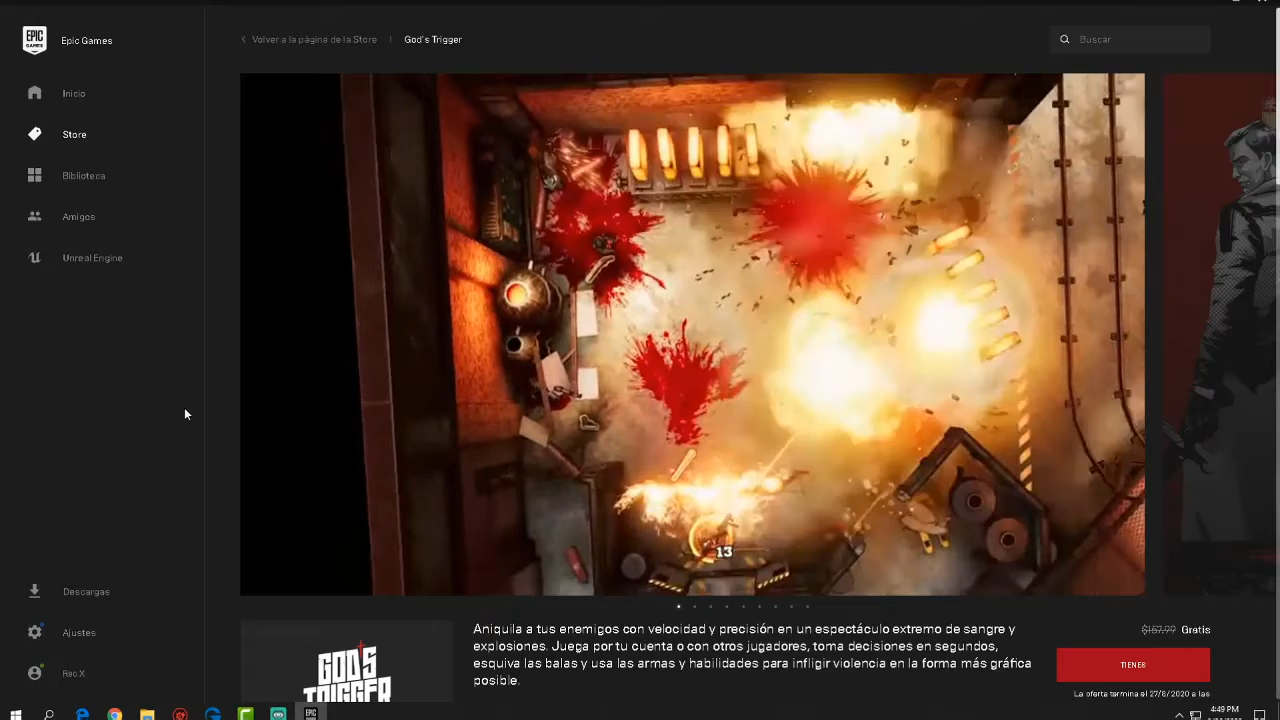 EPIC
GAMES
Epic Games
Volver a la página de la Store
God's Trigger
Buscar
Inicio
Store
Biblioteca
Amigos
Unreal Engine
13
Descargas
Ajustes
Rec X
GOD'S
TRIGGER
Aniquila a tus enemigos con velocidad y precisión en un espectáculo extremo de sangre y
explosiones. Juega por tu cuenta o con otros jugadores, toma decisiones en segundos,
esquiva las balas y usa las armas y habilidades para infligir violencia en la forma más gráfica
posible.
$157.99 Gratis
TIENES
La oferta termina el 27/8/2020 a las
EPIC
4:49 PM